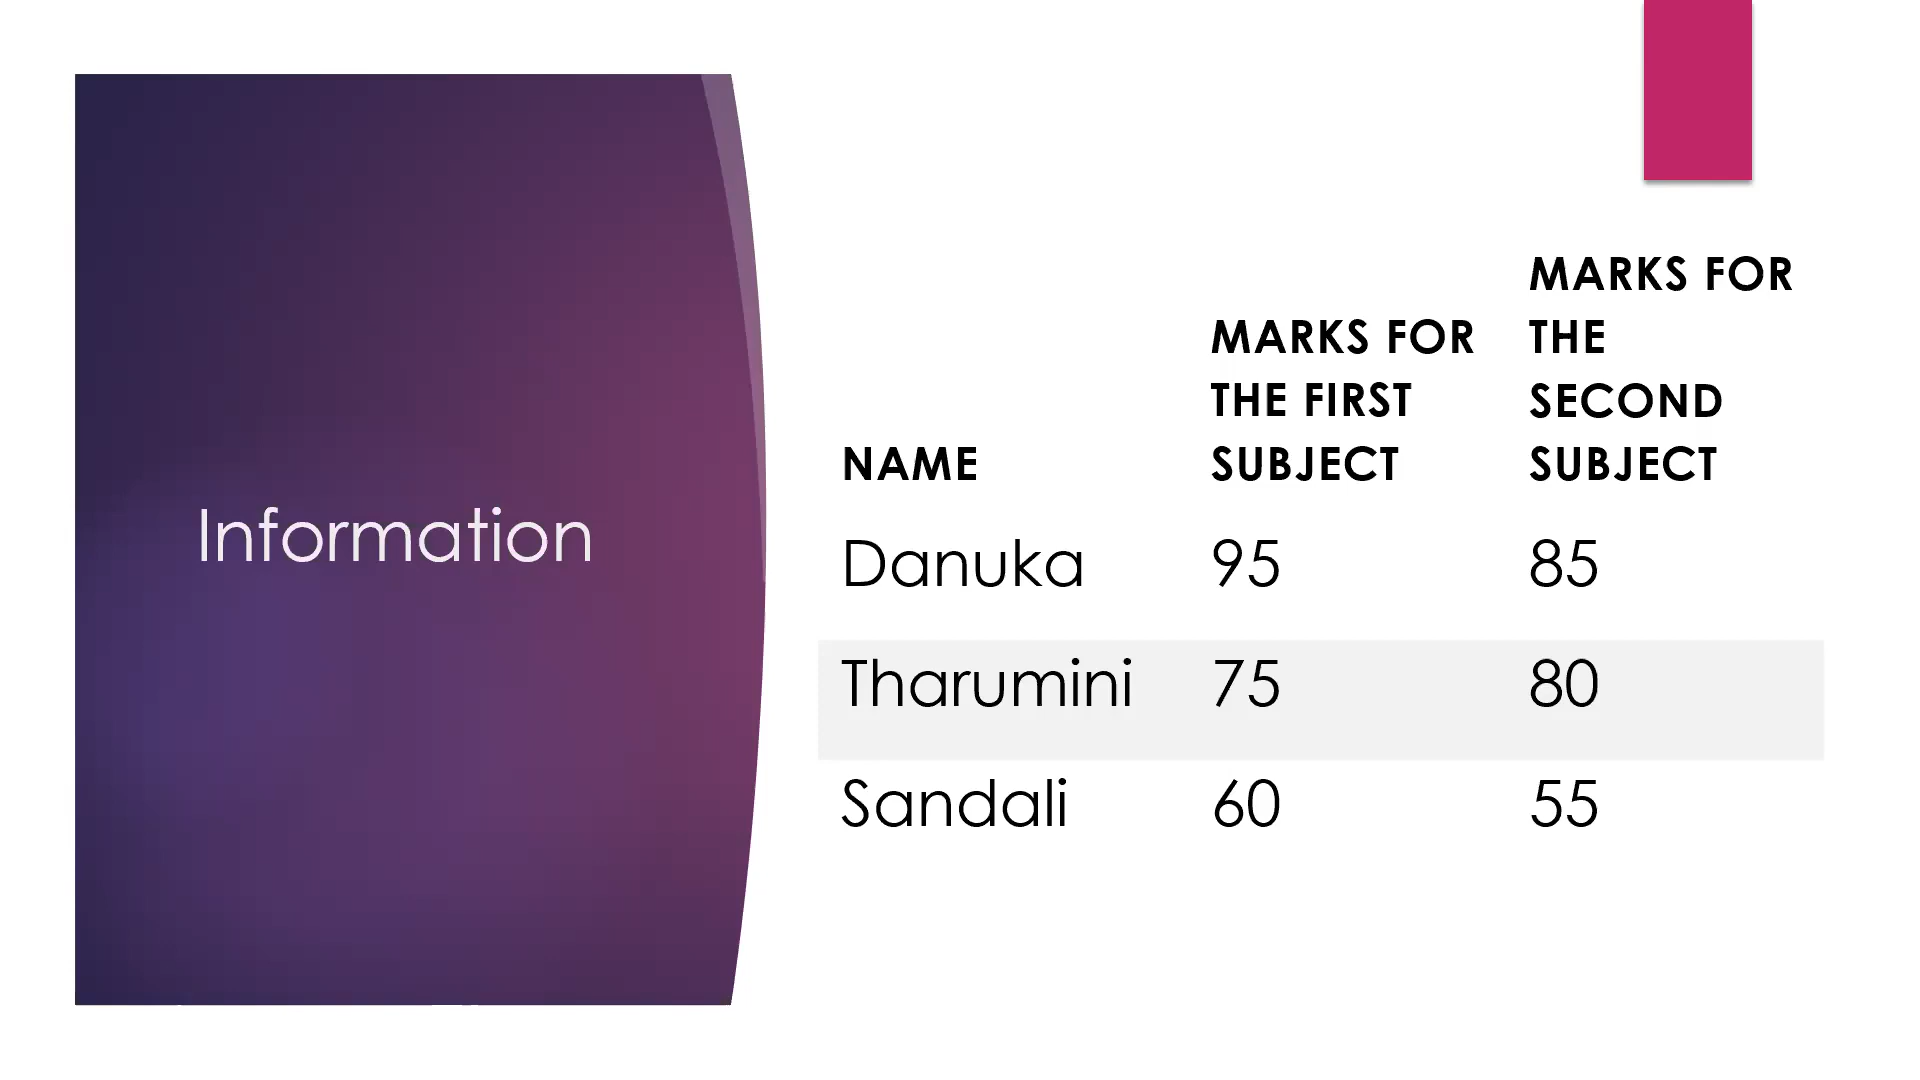 Information
NAME
MARKS FOR
THE FIRST
SUBJECT
MARKS FOR
THE
SECOND
SUBJECT
Danuka 95 85
Tharumini 75 80
Sandali 60 55